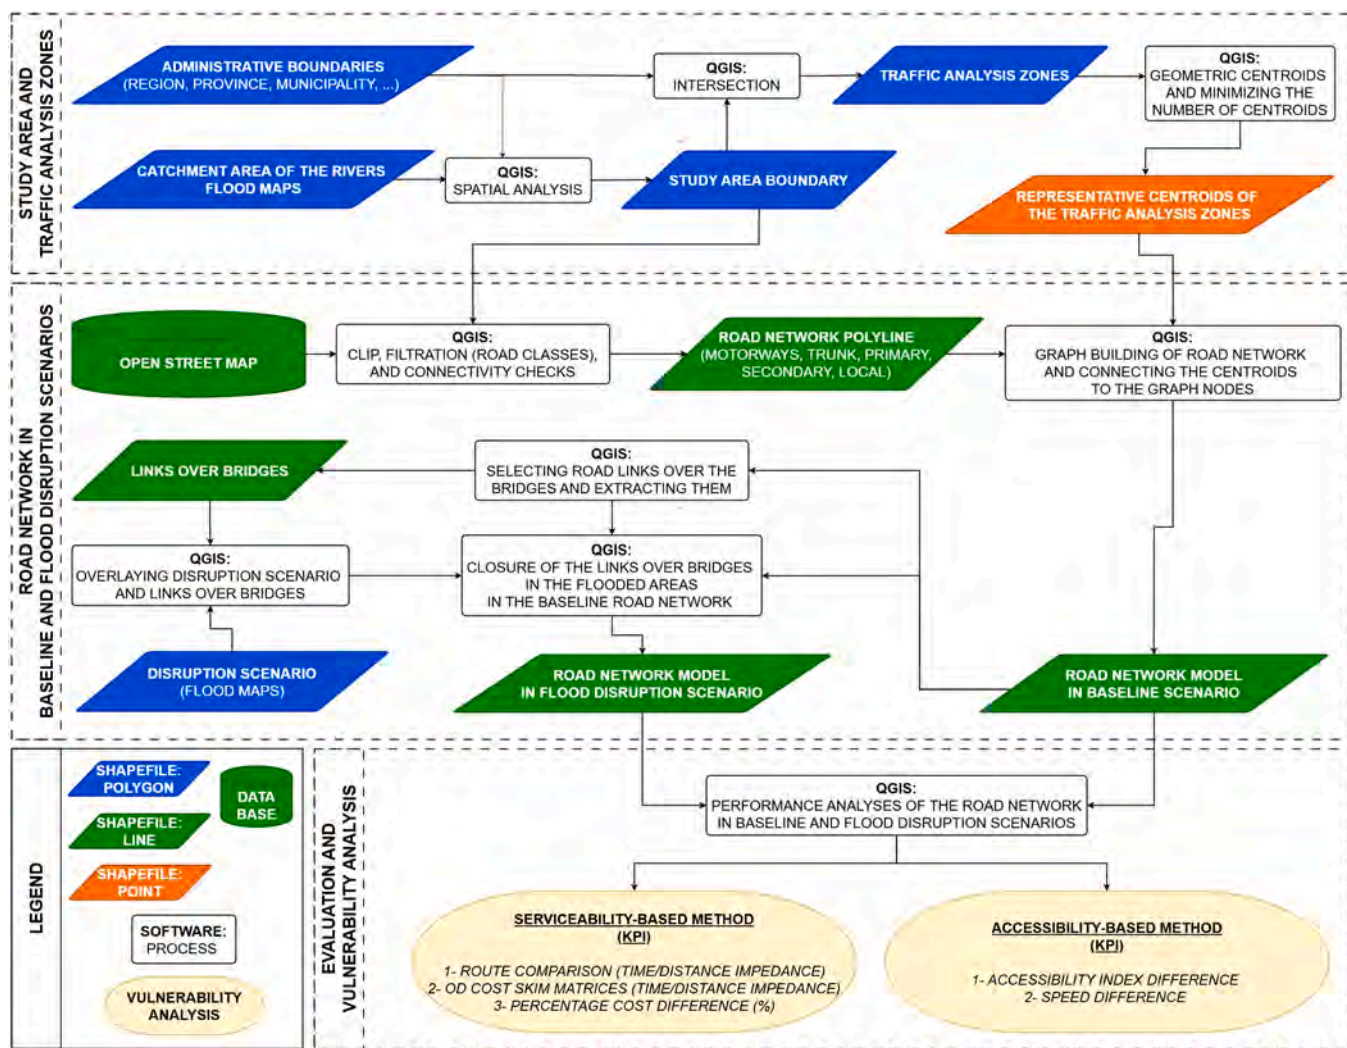 STUDY AREA AND
TRAFFIC ANALYSIS ZONES
ADMINISTRATIVE BOUNDARIES
(REGION, PROVINCE, MUNICIPALITY, ...)
QGIS:
INTERSECTION
TRAFFIC ANALYSIS ZONES
QGIS:
GEOMETRIC CENTROIDS
AND MINIMIZING THE
NUMBER OF CENTROIDS
CATCHMENT AREA OF THE RIVERS
FLOOD MAPS
QGIS:
SPATIAL ANALYSIS
STUDY AREA BOUNDARY
REPRESENTATIVE CENTROIDS OF
THE TRAFFIC ANALYSIS ZONES
ROAD NETWORK IN
BASELINE AND FLOOD DISRUPTION SCENARIOS
OPEN STREET MAP
QGIS:
CLIP, FILTRATION (ROAD CLASSES),
AND CONNECTIVITY CHECKS
ROAD NETWORK POLYLINE
(MOTORWAYS, TRUNK, PRIMARY,
SECONDARY, LOCAL)
QGIS:
GRAPH BUILDING OF ROAD NETWORK
AND CONNECTING THE CENTROIDS
TO THE GRAPH NODES
LINKS OVER BRIDGES
QGIS:
SELECTING ROAD LINKS OVER THE
BRIDGES AND EXTRACTING THEM
QGIS:
OVERLAYING DISRUPTION SCENARIO
AND LINKS OVER BRIDGES
QGIS:
CLOSURE OF THE LINKS OVER BRIDGES
IN THE FLOODED AREAS
IN THE BASELINE ROAD NETWORK
DISRUPTION SCENARIO
(FLOOD MAPS)
ROAD NETWORK MODEL
IN FLOOD DISRUPTION SCENARIO
ROAD NETWORK MODEL
IN BASELINE SCENARIO
LEGEND
SHAPEFILE:
POLYGON
DATA
BASE
SHAPEFILE:
LINE
SHAPEFILE:
POINT
SOFTWARE:
PROCESS
VULNERABILITY
ANALYSIS
EVALUATION AND
VULNERABILITY ANALYSIS
QGIS:
PERFORMANCE ANALYSES OF THE ROAD NETWORK
IN BASELINE AND FLOOD DISRUPTION SCENARIOS
SERVICEABILITY-BASED METHOD
(KPI)
1- ROUTE COMPARISON (TIME/DISTANCE IMPEDANCE)
2- OD COST SKIM MATRICES (TIME/DISTANCE IMPEDANCE)
3- PERCENTAGE COST DIFFERENCE (%)
ACCESSIBILITY-BASED METHOD
(KPI)
1- ACCESSIBILITY INDEX DIFFERENCE
2- SPEED DIFFERENCE